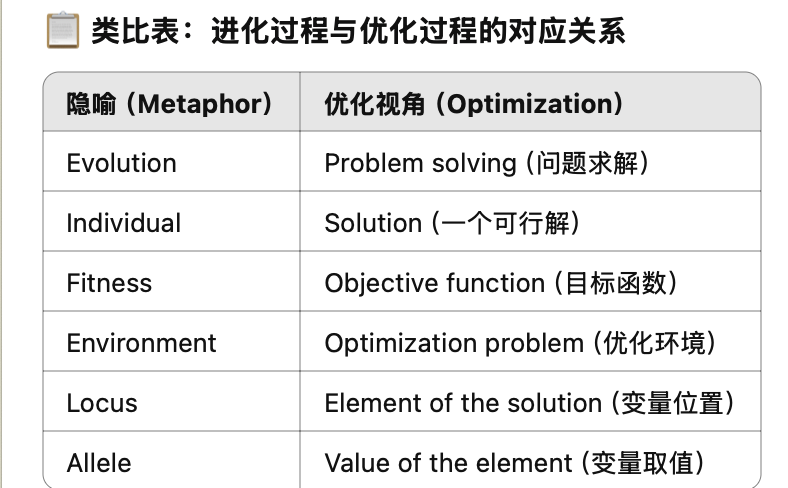 类比表：进化过程与优化过程的对应关系
隐喻（Metaphor） 优化视角（Optimization）
Evolution Problem solving（问题求解）
Individual Solution（一个可行解）
Fitness Objective function（目标函数）
Environment Optimization problem（优化环境）
Locus Element of the solution（变量位置）
Allele Value of the element（变量取值）